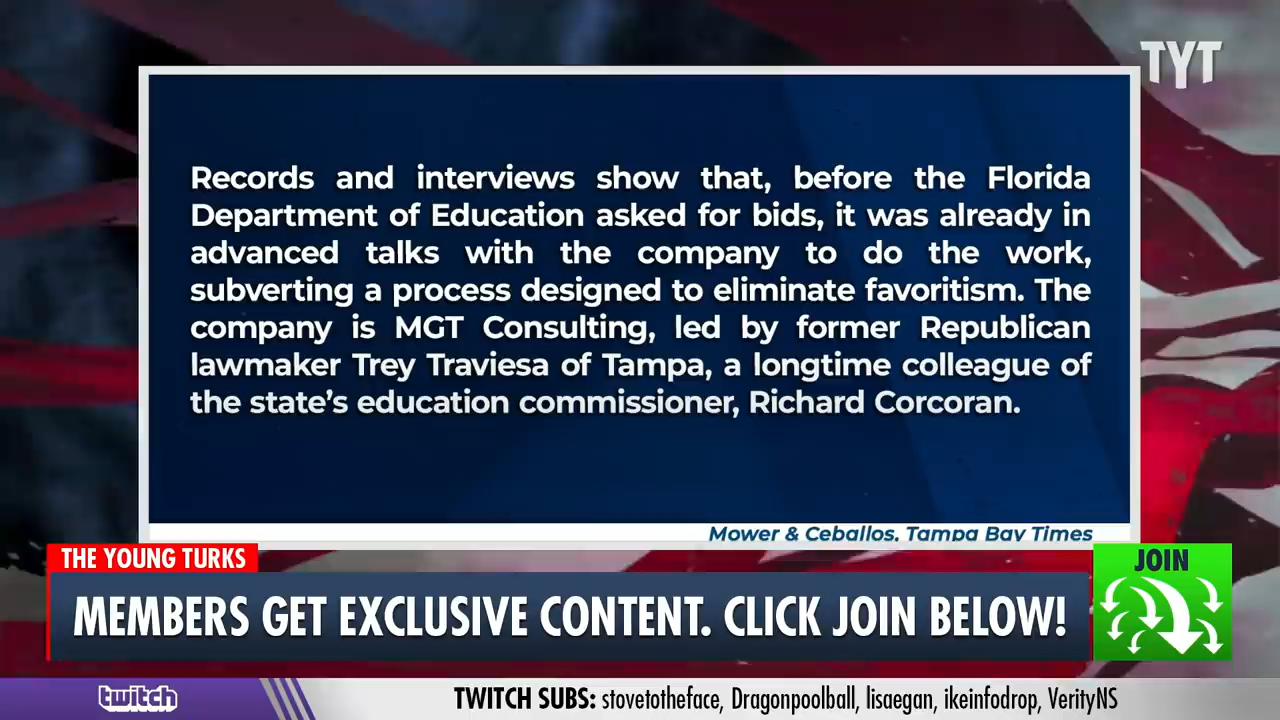 TYT
Records and interviews show that, before the Florida
Department of Education asked for bids, it was already in
advanced talks with the company to do the work,
subverting a process designed to eliminate favoritism. The
company is MGT Consulting, led by former Republican
lawmaker Trey Traviesa of Tampa, a longtime colleague of
the state’s education commissioner, Richard Corcoran.
Mower & Ceballos, Tampa Bay Times
THE YOUNG TURKS
MEMBERS GET EXCLUSIVE CONTENT. CLICK JOIN BELOW!
JOIN
twitch
TWITCH SUBS: stovetotheface, Dragonpoolball, lisaegan, ikeinfodrop, VerityNS